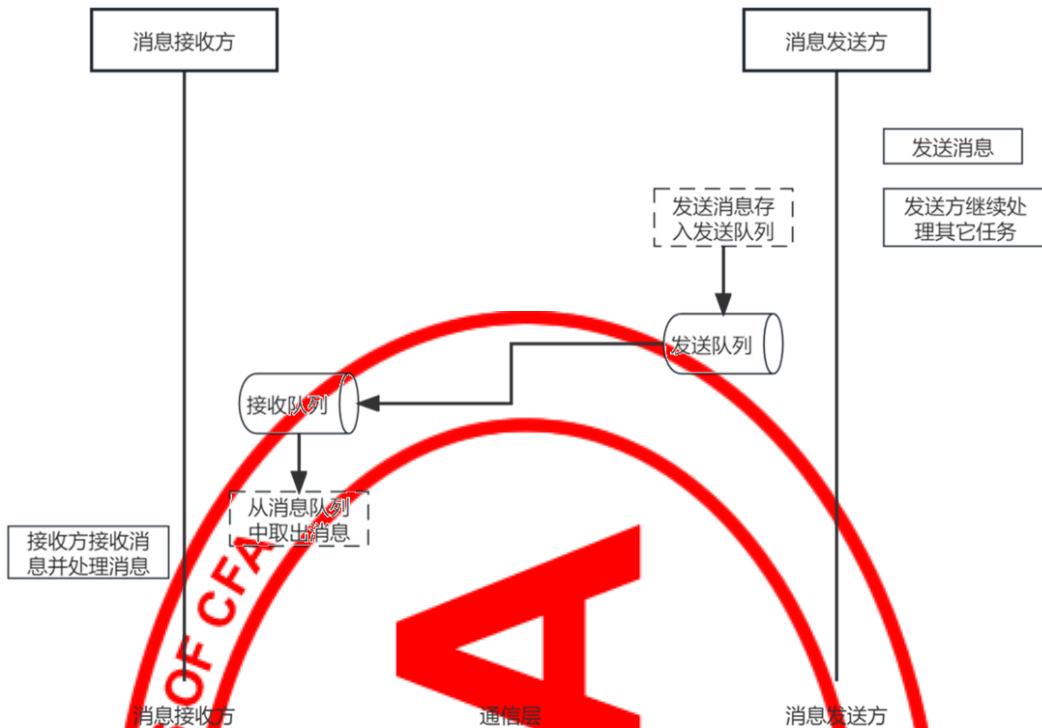 消息接收方
消息发送方
发送消息
发送消息存
入发送队列
发送方继续处
理其它任务
发送队列
接收队列
从消息队列
中取出消息
接收方接收消
息并处理消息
OF CFA
A
消息接收方
通信层
消息发送方